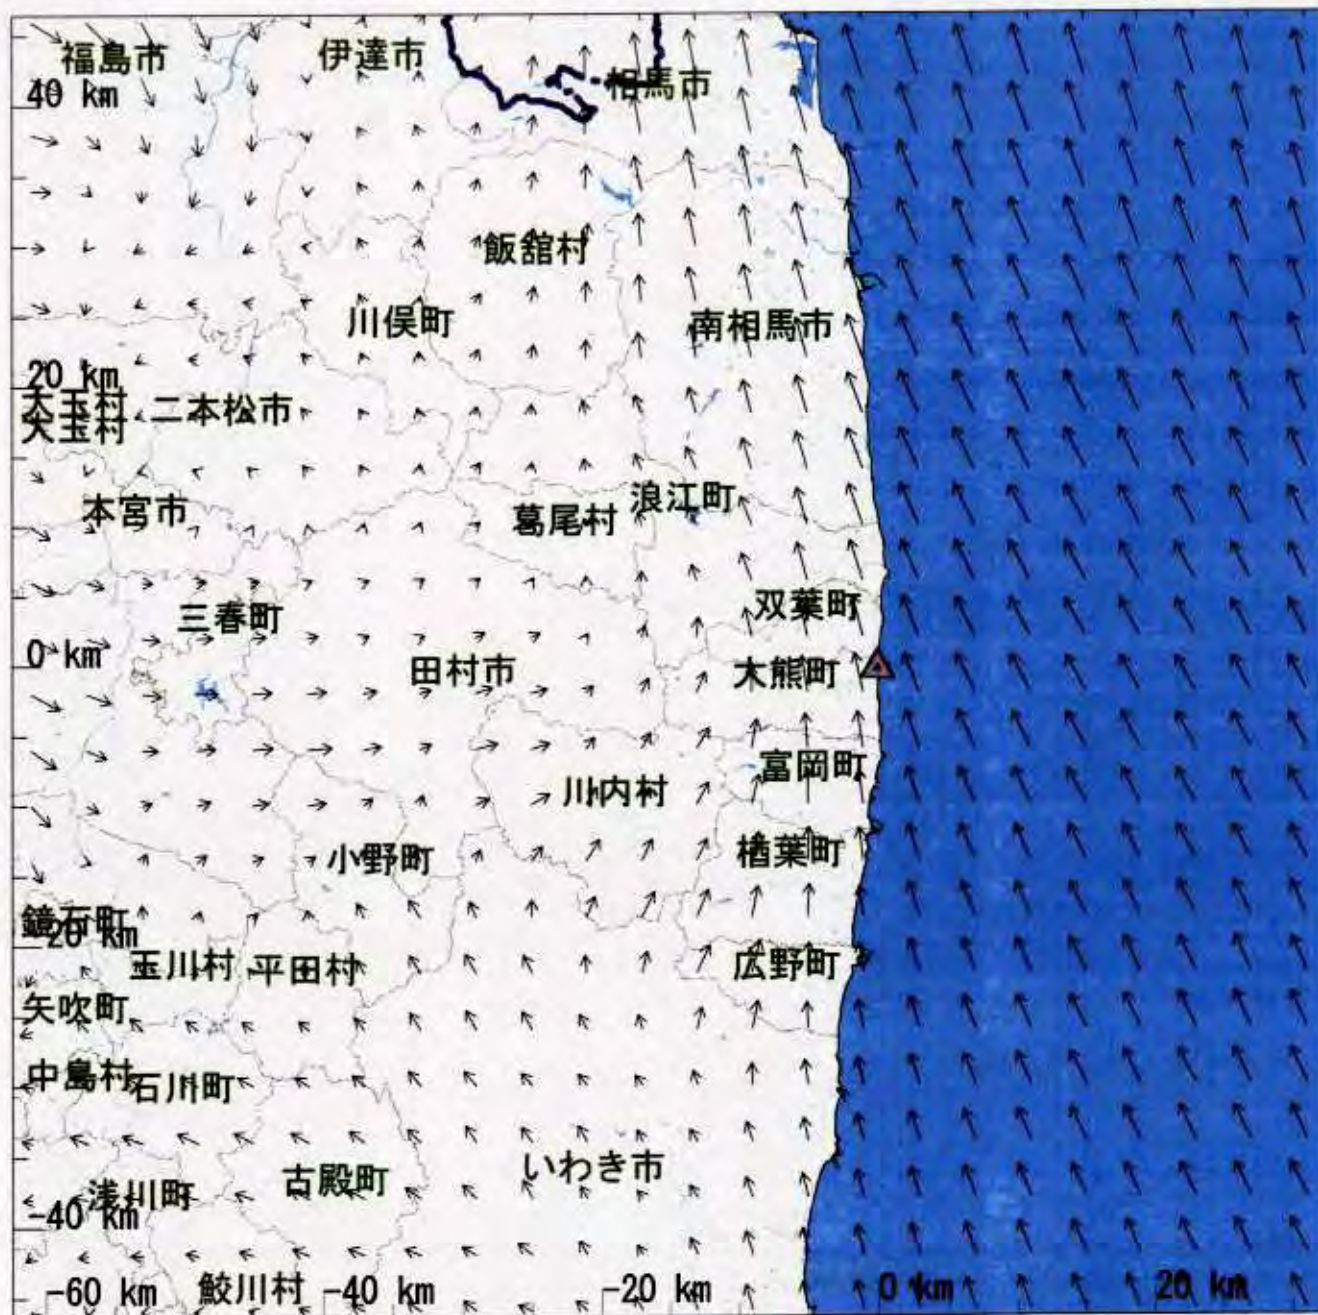 福島市 伊達市
相馬市
40 km
飯舘村
川俣町 南相馬市
20 km
大玉村 二本松市
大玉村
本宮市 葛尾村 浪江町
三春町 双葉町
0 km 田村市 大熊町
川内村 富岡町
小野町 楢葉町
鏡石町
-20 km
玉川村 平田村 広野町
矢吹町
中島村 石川町
古殿町 いわき市
浅川町
-40 km
-60 km 鮫川村 -40 km -20 km 0 km 20 km